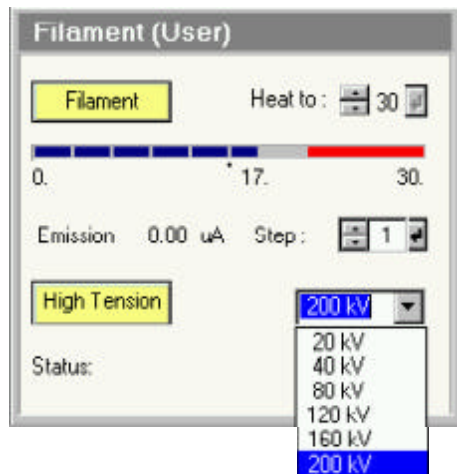 Filament (User)
Filament Heat to : 30
0. 17. 30.
Emission 0.00 uA Step : 1
High Tension 200 kV
Status:
20 kV
40 kV
80 kV
120 kV
160 kV
200 kV